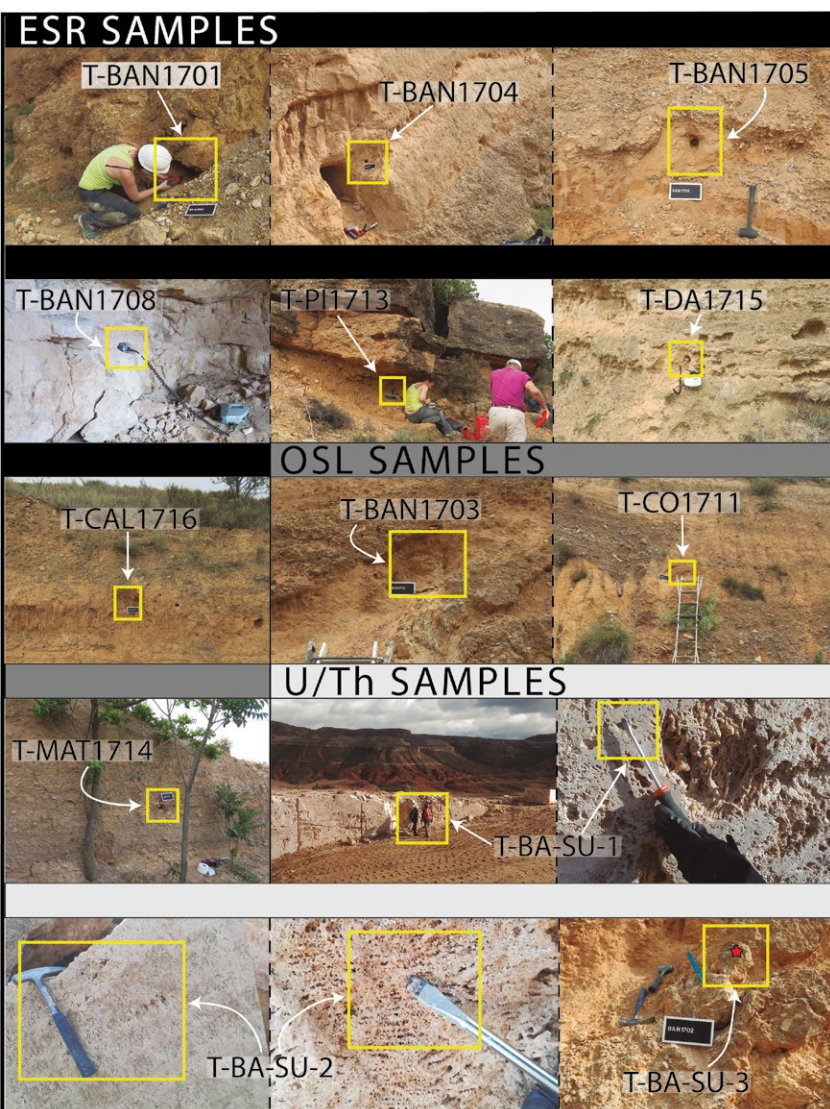 ESR SAMPLES
T-BAN1701
T-BAN1704
T-BAN1705
T-BAN1708
T-PI1713
T-DA1715
OSL SAMPLES
T-CAL1716
T-BAN1703
T-CO1711
U/Th SAMPLES
T-MAT1714
T-BA-SU-1
T-BA-SU-2
BAN1702
T-BA-SU-3